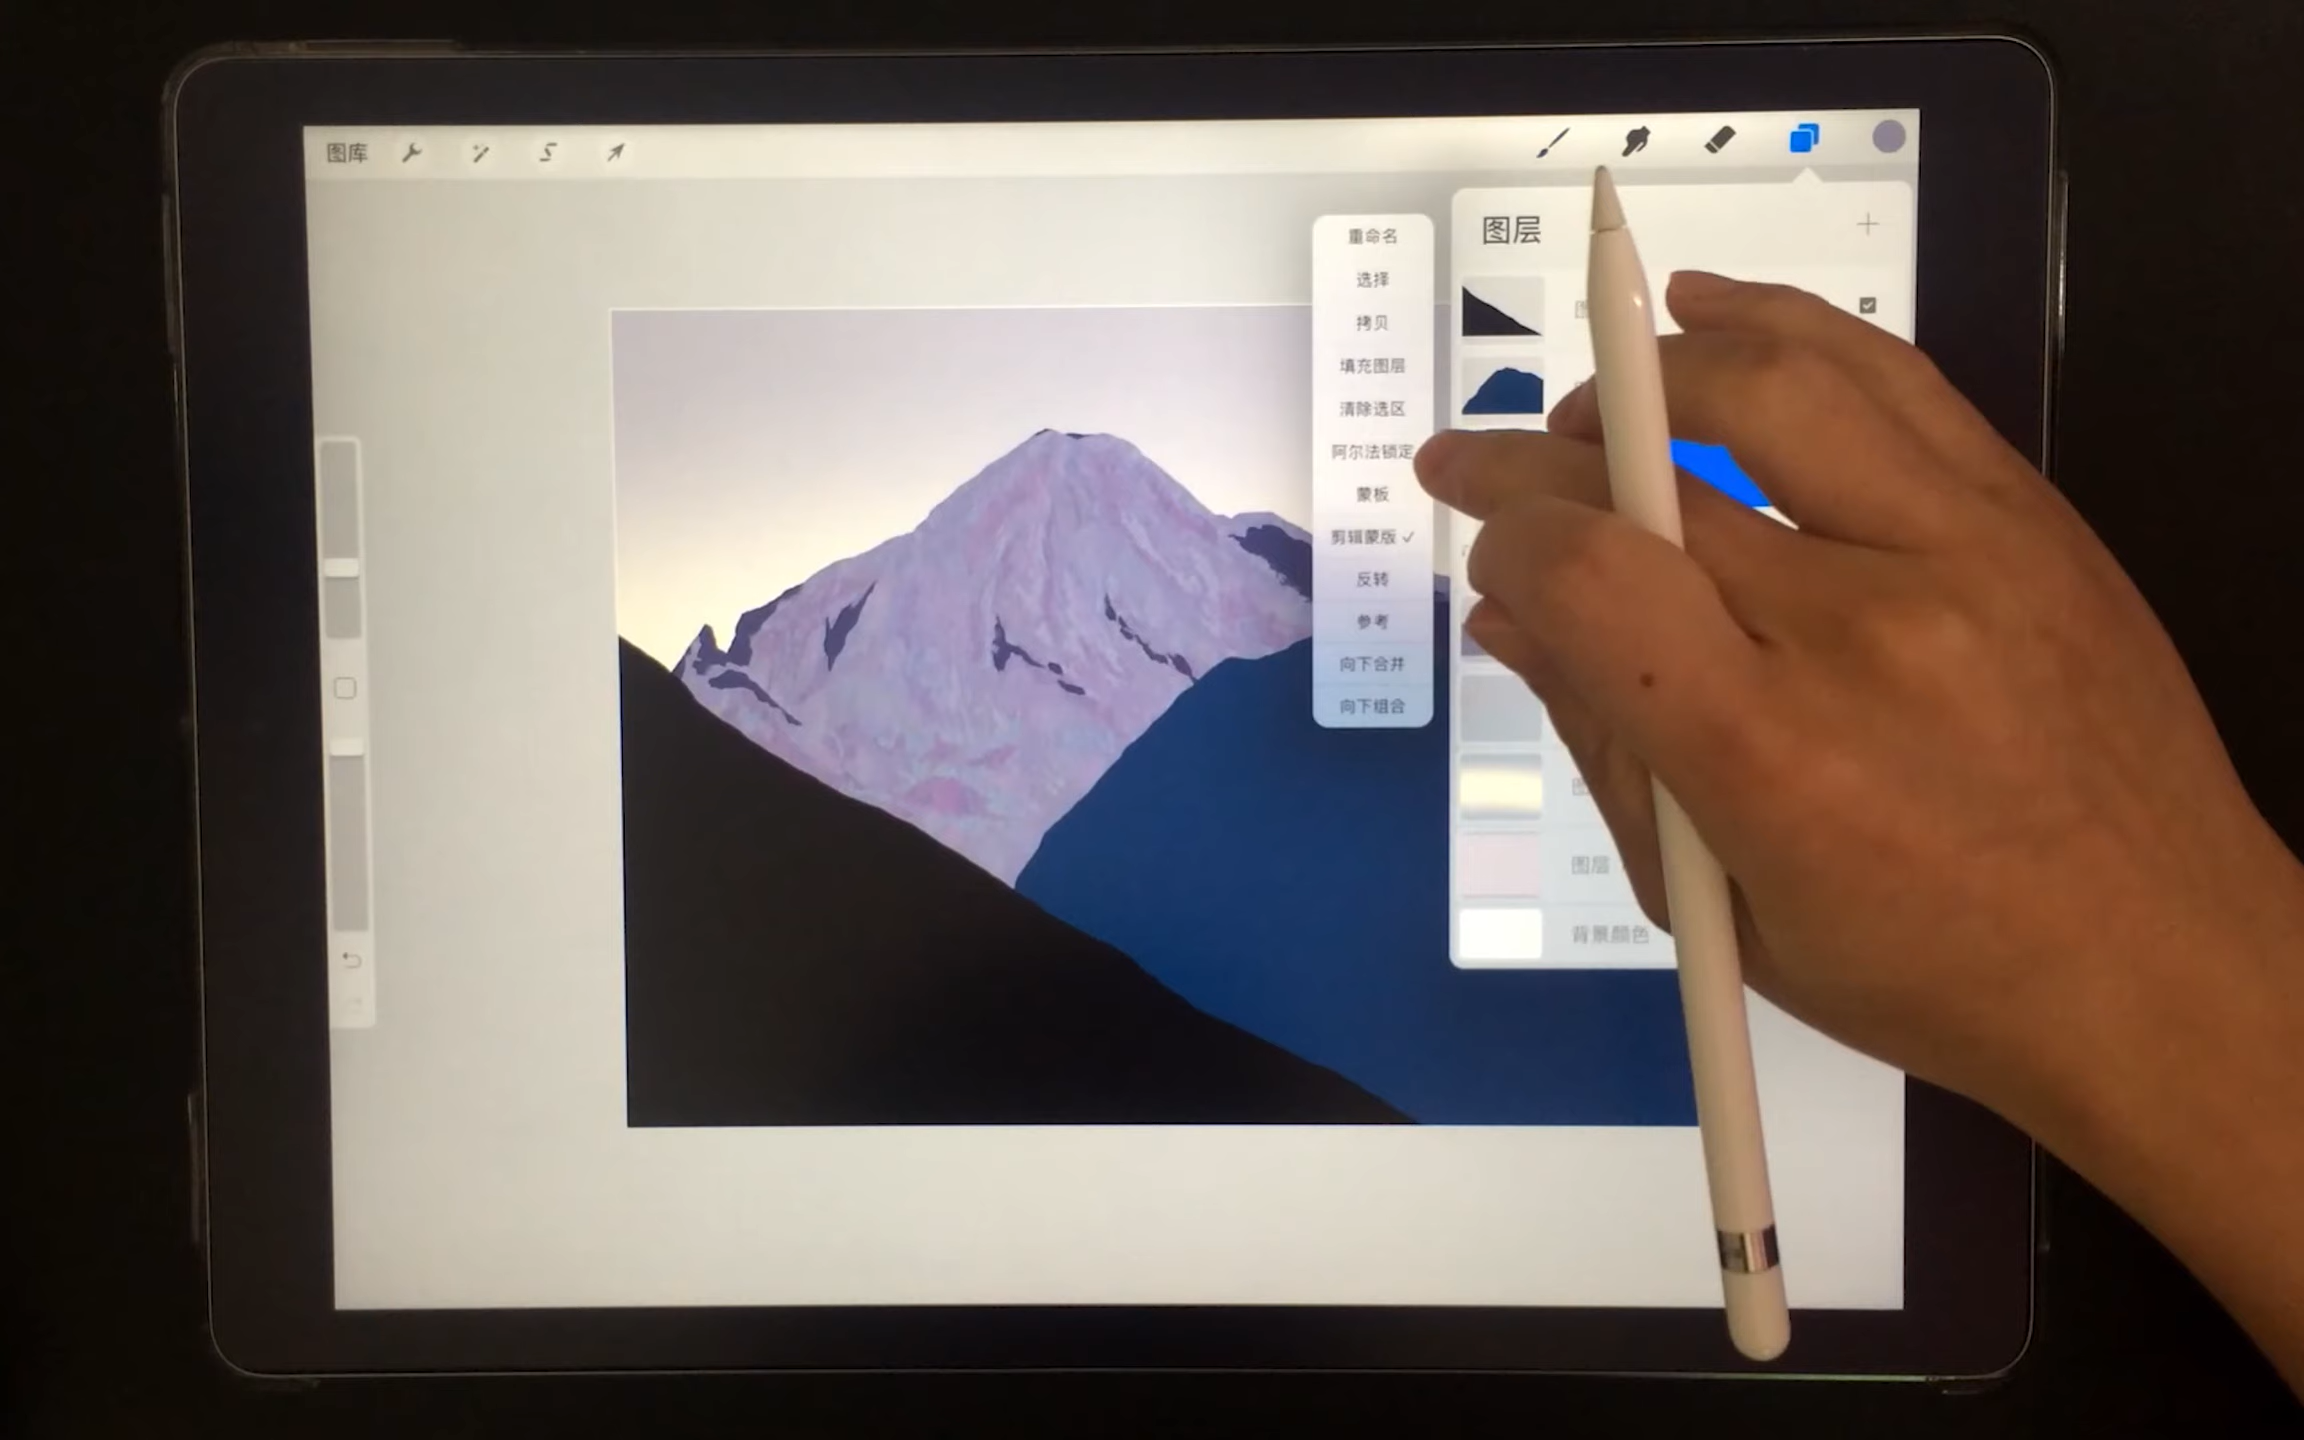 图库
图层
重命名
选择
拷贝
填充图层
清除选区
阿尔法锁定
蒙板
剪辑蒙版
反转
参考
向下合并
向下组合
图层
背景颜色